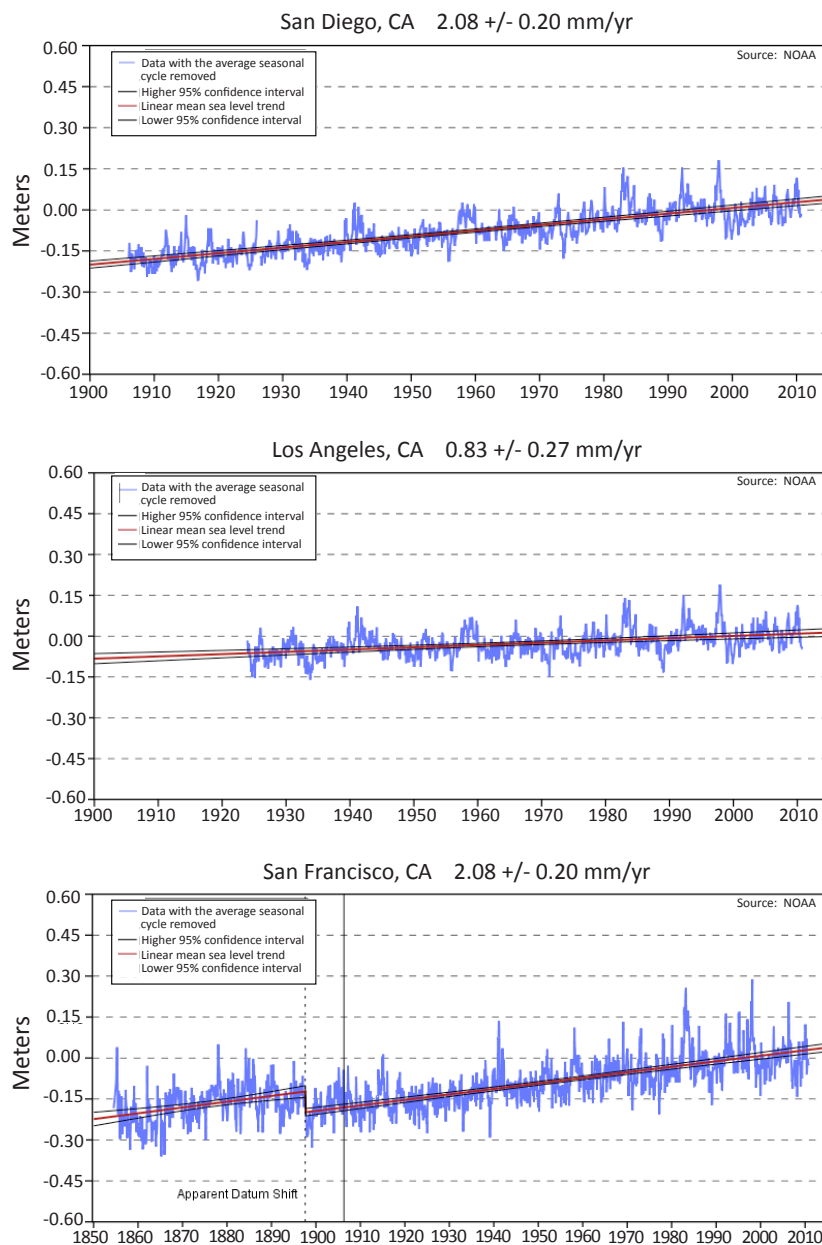 San Diego, CA 2.08 +/- 0.20 mm/yr
Source: NOAA
Data with the average seasonal
cycle removed
Higher 95% confidence interval
Linear mean sea level trend
Lower 95% confidence interval
Meters
0.60
0.45
0.30
0.15
0.00
-0.15
-0.30
-0.45
-0.60
1900 1910 1920 1930 1940 1950 1960 1970 1980 1990 2000 2010
Los Angeles, CA 0.83 +/- 0.27 mm/yr
Source: NOAA
Data with the average seasonal
cycle removed
Higher 95% confidence interval
Linear mean sea level trend
Lower 95% confidence interval
Meters
0.60
0.45
0.30
0.15
0.00
-0.15
-0.30
-0.45
-0.60
1900 1910 1920 1930 1940 1950 1960 1970 1980 1990 2000 2010
San Francisco, CA 2.08 +/- 0.20 mm/yr
Source: NOAA
Data with the average seasonal
cycle removed
Higher 95% confidence interval
Linear mean sea level trend
Lower 95% confidence interval
Meters
0.60
0.45
0.30
0.15
0.00
-0.15
-0.30
-0.45
-0.60
Apparent Datum Shift
1850 1860 1870 1880 1890 1900 1910 1920 1930 1940 1950 1960 1970 1980 1990 2000 2010